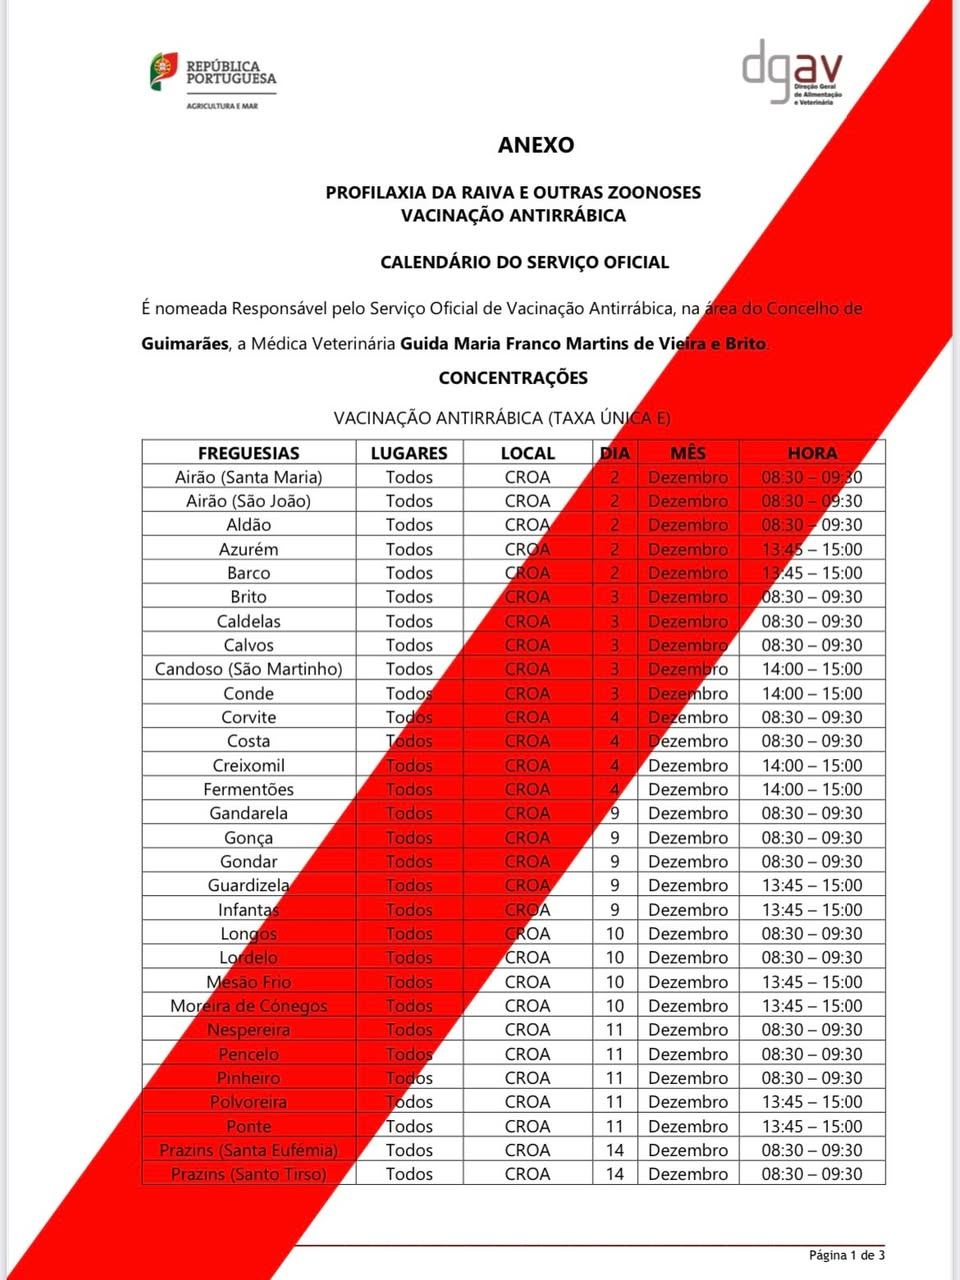 REPÚBLICA
PORTUGUESA
AGRICULTURA E MAR
dgav
Direção Geral
de Alimentação
e Veterinária
ANEXO
PROFILAXIA DA RAIVA E OUTRAS ZOONOSES
VACINAÇÃO ANTIRRÁBICA
CALENDÁRIO DO SERVIÇO OFICIAL
É nomeada Responsável pelo Serviço Oficial de Vacinação Antirrábica, na área do Concelho de
Guimarães, a Médica Veterinária Guida Maria Franco Martins de Vieira e Brito.
CONCENTRAÇÕES
VACINAÇÃO ANTIRRÁBICA (TAXA ÚNICA E)
FREGUESIAS LUGARES LOCAL DIA MÊS HORA
Airão (Santa Maria) Todos CROA 2 Dezembro 08:30 – 09:30
Airão (São João) Todos CROA 2 Dezembro 08:30 – 09:30
Aldão Todos CROA 2 Dezembro 08:30 – 09:30
Azurém Todos CROA 2 Dezembro 13:45 – 15:00
Barco Todos CROA 2 Dezembro 13:45 – 15:00
Brito Todos CROA 3 Dezembro 08:30 – 09:30
Caldelas Todos CROA 3 Dezembro 08:30 – 09:30
Calvos Todos CROA 3 Dezembro 08:30 – 09:30
Candoso (São Martinho) Todos CROA 3 Dezembro 14:00 – 15:00
Conde Todos CROA 3 Dezembro 14:00 – 15:00
Corvite Todos CROA 4 Dezembro 08:30 – 09:30
Costa Todos CROA 4 Dezembro 08:30 – 09:30
Creixomil Todos CROA 4 Dezembro 14:00 – 15:00
Fermentões Todos CROA 4 Dezembro 14:00 – 15:00
Gandarela Todos CROA 9 Dezembro 08:30 – 09:30
Gonça Todos CROA 9 Dezembro 08:30 – 09:30
Gondar Todos CROA 9 Dezembro 08:30 – 09:30
Guardizela Todos CROA 9 Dezembro 13:45 – 15:00
Infantas Todos CROA 9 Dezembro 13:45 – 15:00
Longos Todos CROA 10 Dezembro 08:30 – 09:30
Lordelo Todos CROA 10 Dezembro 08:30 – 09:30
Mesão Frio Todos CROA 10 Dezembro 13:45 – 15:00
Moreira de Cónegos Todos CROA 10 Dezembro 13:45 – 15:00
Nespereira Todos CROA 11 Dezembro 08:30 – 09:30
Pencelo Todos CROA 11 Dezembro 08:30 – 09:30
Pinheiro Todos CROA 11 Dezembro 08:30 – 09:30
Polvoreira Todos CROA 11 Dezembro 13:45 – 15:00
Ponte Todos CROA 11 Dezembro 13:45 – 15:00
Prazins (Santa Eufémia) Todos CROA 14 Dezembro 08:30 – 09:30
Prazins (Santo Tirso) Todos CROA 14 Dezembro 08:30 – 09:30
Página 1 de 3